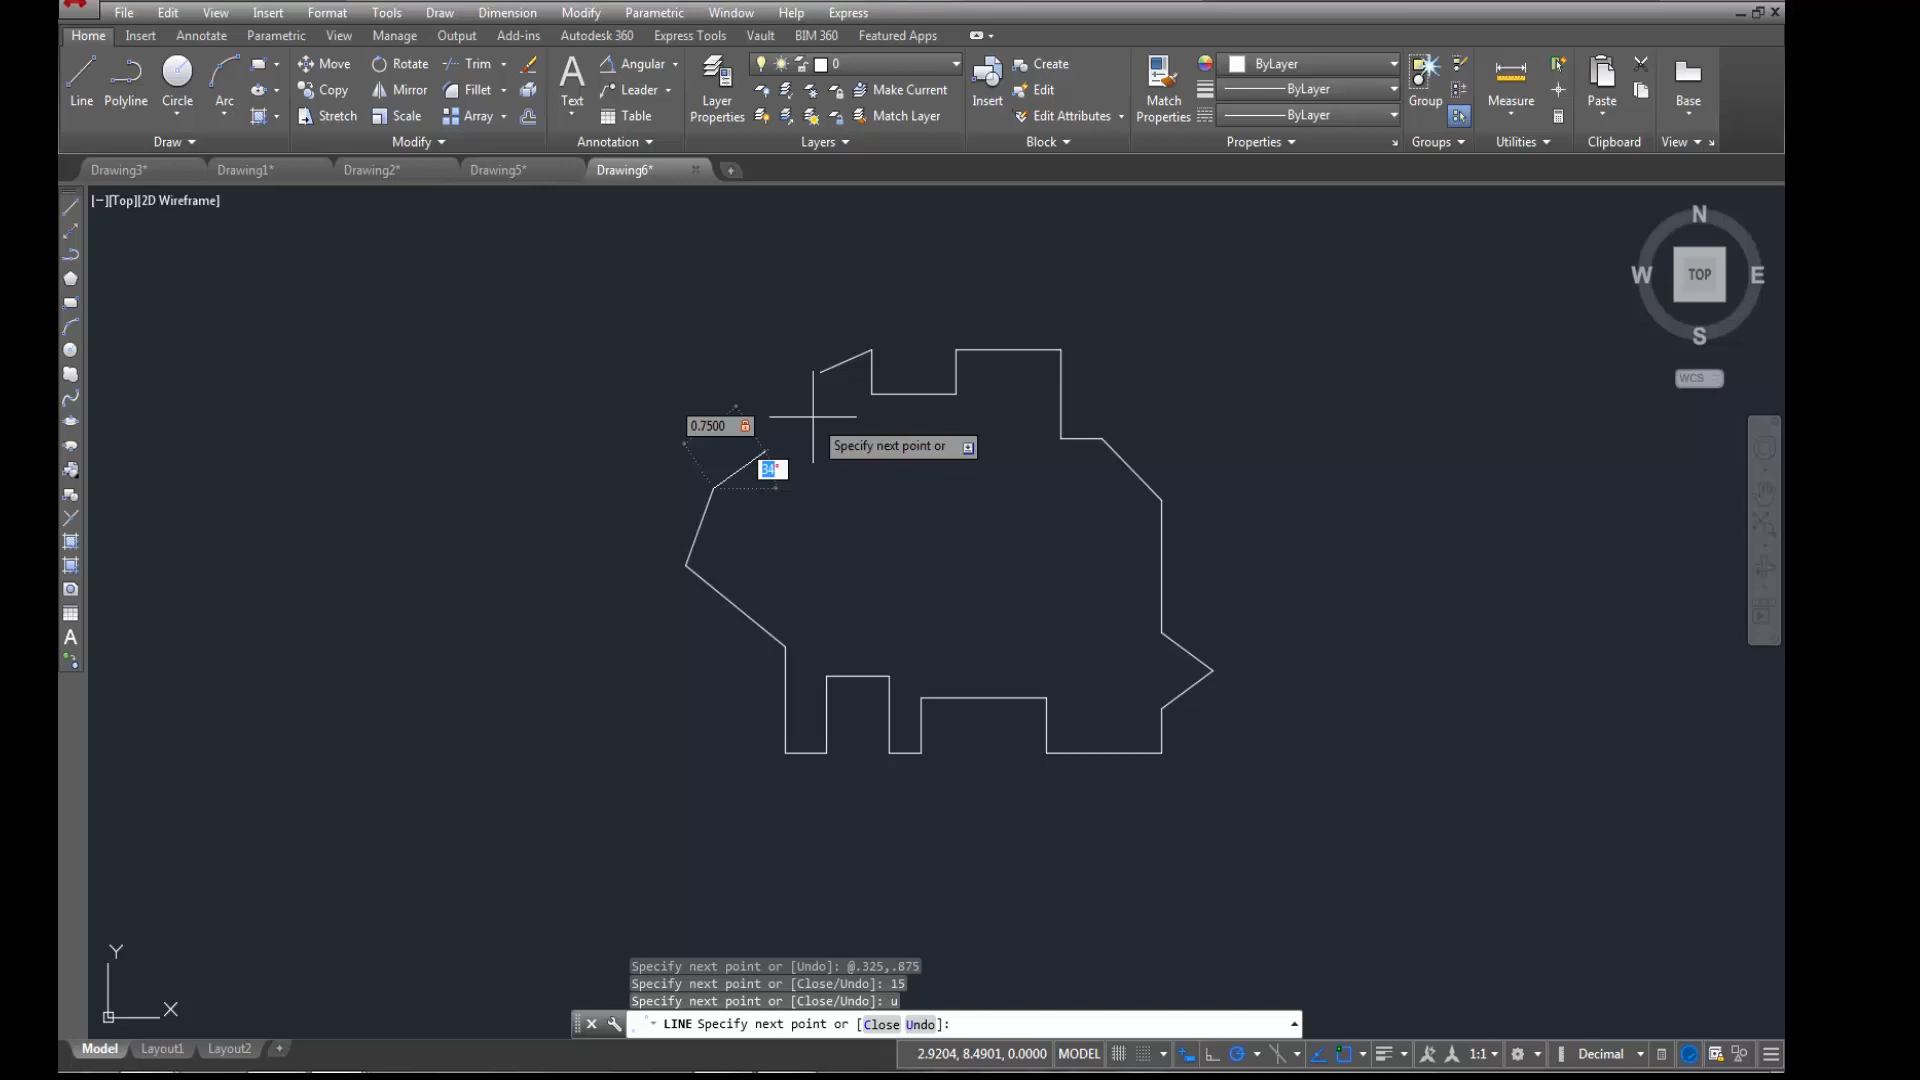 File Edit View Insert Format Tools Draw Dimension Modify Parametric Window Help Express
Home Insert Annotate Parametric View Manage Output Add-ins Autodesk 360 Express Tools Vault BIM 360 Featured Apps
Move Rotate Trim Angular 0 Create ByLayer
Line Polyline Circle Arc Copy Mirror Fillet Text Leader Layer Properties Make Current Insert Edit Match Properties ByLayer Group Measure Paste Base
Stretch Scale Array Table Match Layer Edit Attributes ByLayer
Draw Modify Annotation Layers Block Properties Groups Utilities Clipboard View
Drawing3* Drawing1* Drawing2* Drawing5* Drawing6*
[−][Top][2D Wireframe]
N
W TOP E
S
WCS
0.7500
Specify next point or
34°
A
Y
X
Specify next point or [Undo]: @.325,.875
Specify next point or [Close/Undo]: 15
Specify next point or [Close/Undo]: u
LINE Specify next point or [Close Undo]:
Model Layout1 Layout2 +
2.9204, 8.4901, 0.0000 MODEL 1:1 Decimal